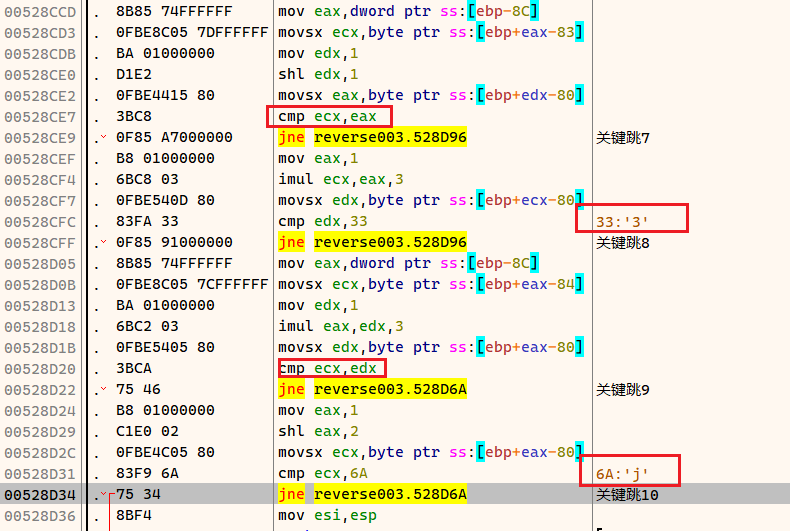 00528CCD . 8B85 74FFFFFF mov eax,dword ptr ss:[ebp-8C]
00528CD3 . 0FBE8C05 7DFFFFFF movsx ecx,byte ptr ss:[ebp+eax-83]
00528CDB . BA 01000000 mov edx,1
00528CE0 . D1E2 shl edx,1
00528CE2 . 0FBE4415 80 movsx eax,byte ptr ss:[ebp+edx-80]
00528CE7 . 3BC8 cmp ecx,eax
00528CE9 . 0F85 A7000000 jne reverse003.528D96 关键跳7
00528CEF . B8 01000000 mov eax,1
00528CF4 . 6BC8 03 imul ecx,eax,3
00528CF7 . 0FBE540D 80 movsx edx,byte ptr ss:[ebp+ecx-80]
00528CFC . 83FA 33 cmp edx,33 33:'3'
00528CFF . 0F85 91000000 jne reverse003.528D96 关键跳8
00528D05 . 8B85 74FFFFFF mov eax,dword ptr ss:[ebp-8C]
00528D0B . 0FBE8C05 7CFFFFFF movsx ecx,byte ptr ss:[ebp+eax-84]
00528D13 . BA 01000000 mov edx,1
00528D18 . 6BC2 03 imul eax,edx,3
00528D1B . 0FBE5405 80 movsx edx,byte ptr ss:[ebp+eax-80]
00528D20 . 3BCA cmp ecx,edx
00528D22 . 75 46 jne reverse003.528D6A 关键跳9
00528D24 . B8 01000000 mov eax,1
00528D29 . C1E0 02 shl eax,2
00528D2C . 0FBE4C05 80 movsx ecx,byte ptr ss:[ebp+eax-80]
00528D31 . 83F9 6A cmp ecx,6A 6A:'j'
00528D34 . 75 34 jne reverse003.528D6A 关键跳10
00528D36 . 8BF4 mov esi,esp